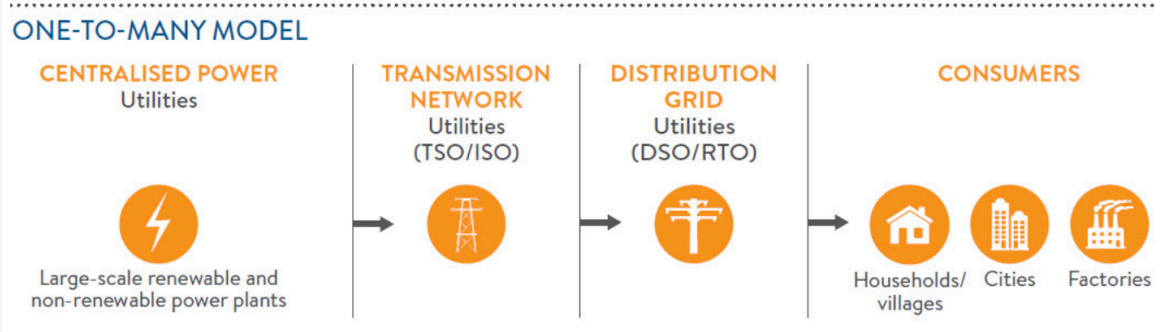 ONE-TO-MANY MODEL
CENTRALISED POWER
Utilities
Large-scale renewable and
non-renewable power plants
TRANSMISSION
NETWORK
Utilities
(TSO/ISO)
DISTRIBUTION
GRID
Utilities
(DSO/RTO)
CONSUMERS
Households/
villages
Cities
Factories